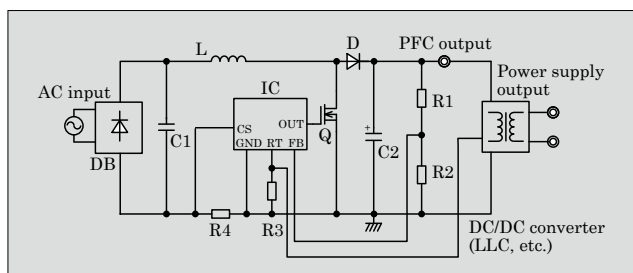 L
D
PFC output
Power supply
output
AC input
IC
OUT
CS
GND RT FB
Q
C1
DB
+
C2
R1
R2
R3
R4
DC/DC converter
(LLC, etc.)